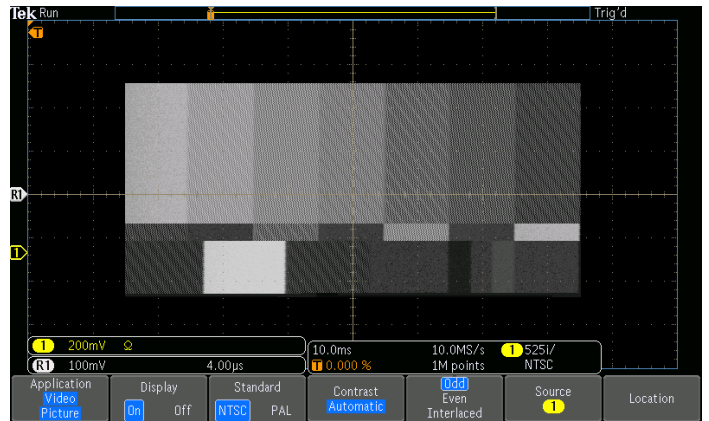 Tek Run Trig'd
T
R1
1
1 200mV Ω
R1 100mV 4.00μs
10.0ms 10.0MS/s 1 525i/
T 0.000 % 1M points NTSC
Application
Video
Picture
Display
On Off
Standard
NTSC PAL
Contrast
Automatic
Odd
Even
Interlaced
Source
1
Location